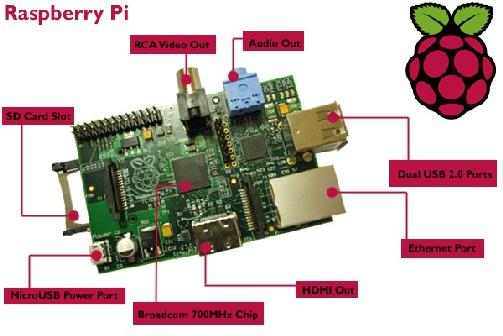 Raspberry Pi
RCA Video Out
Audio Out
SD Card Slot
Dual USB 2.0 Ports
Ethernet Port
MicroUSB Power Port
HDMI Out
Broadcom 700MHz Chip